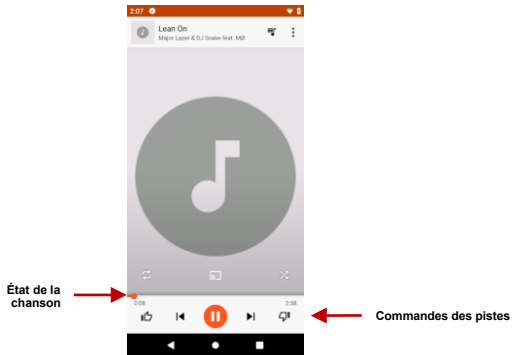 2:07
Lean On
Major Lazer & DJ Snake feat. MØ
État de la
chanson
0:08
2:58
Commandes des pistes